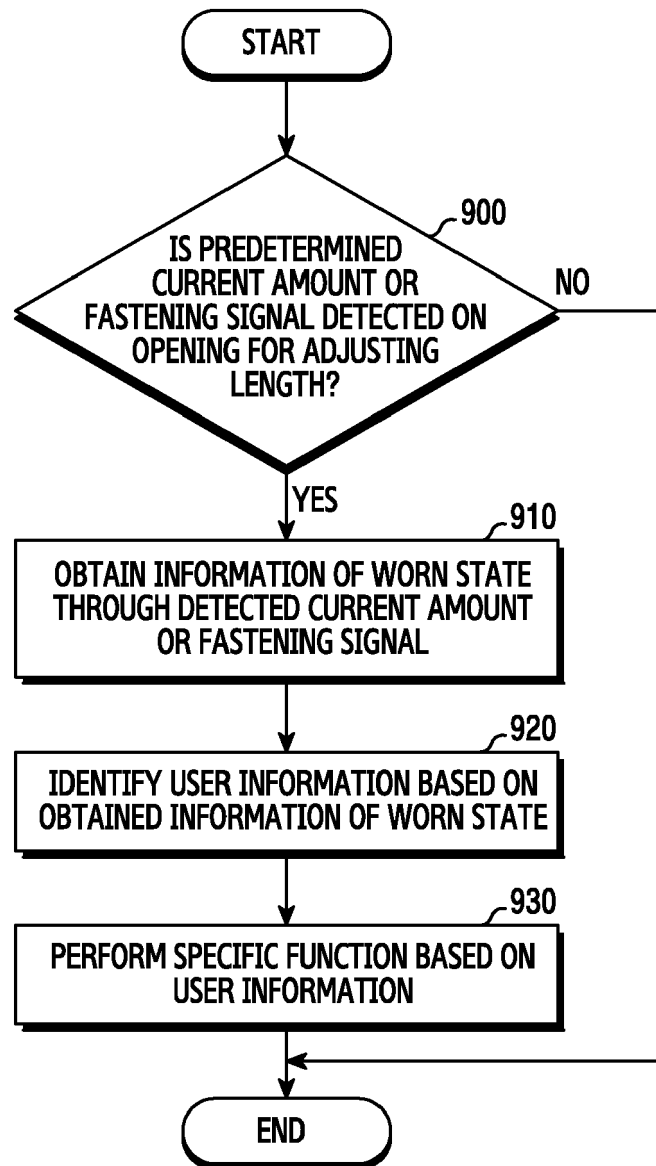 START
900
IS PREDETERMINED
CURRENT AMOUNT OR
FASTENING SIGNAL DETECTED ON
OPENING FOR ADJUSTING
LENGTH?
NO
YES
910
OBTAIN INFORMATION OF WORN STATE
THROUGH DETECTED CURRENT AMOUNT
OR FASTENING SIGNAL
920
IDENTIFY USER INFORMATION BASED ON
OBTAINED INFORMATION OF WORN STATE
930
PERFORM SPECIFIC FUNCTION BASED ON
USER INFORMATION
END